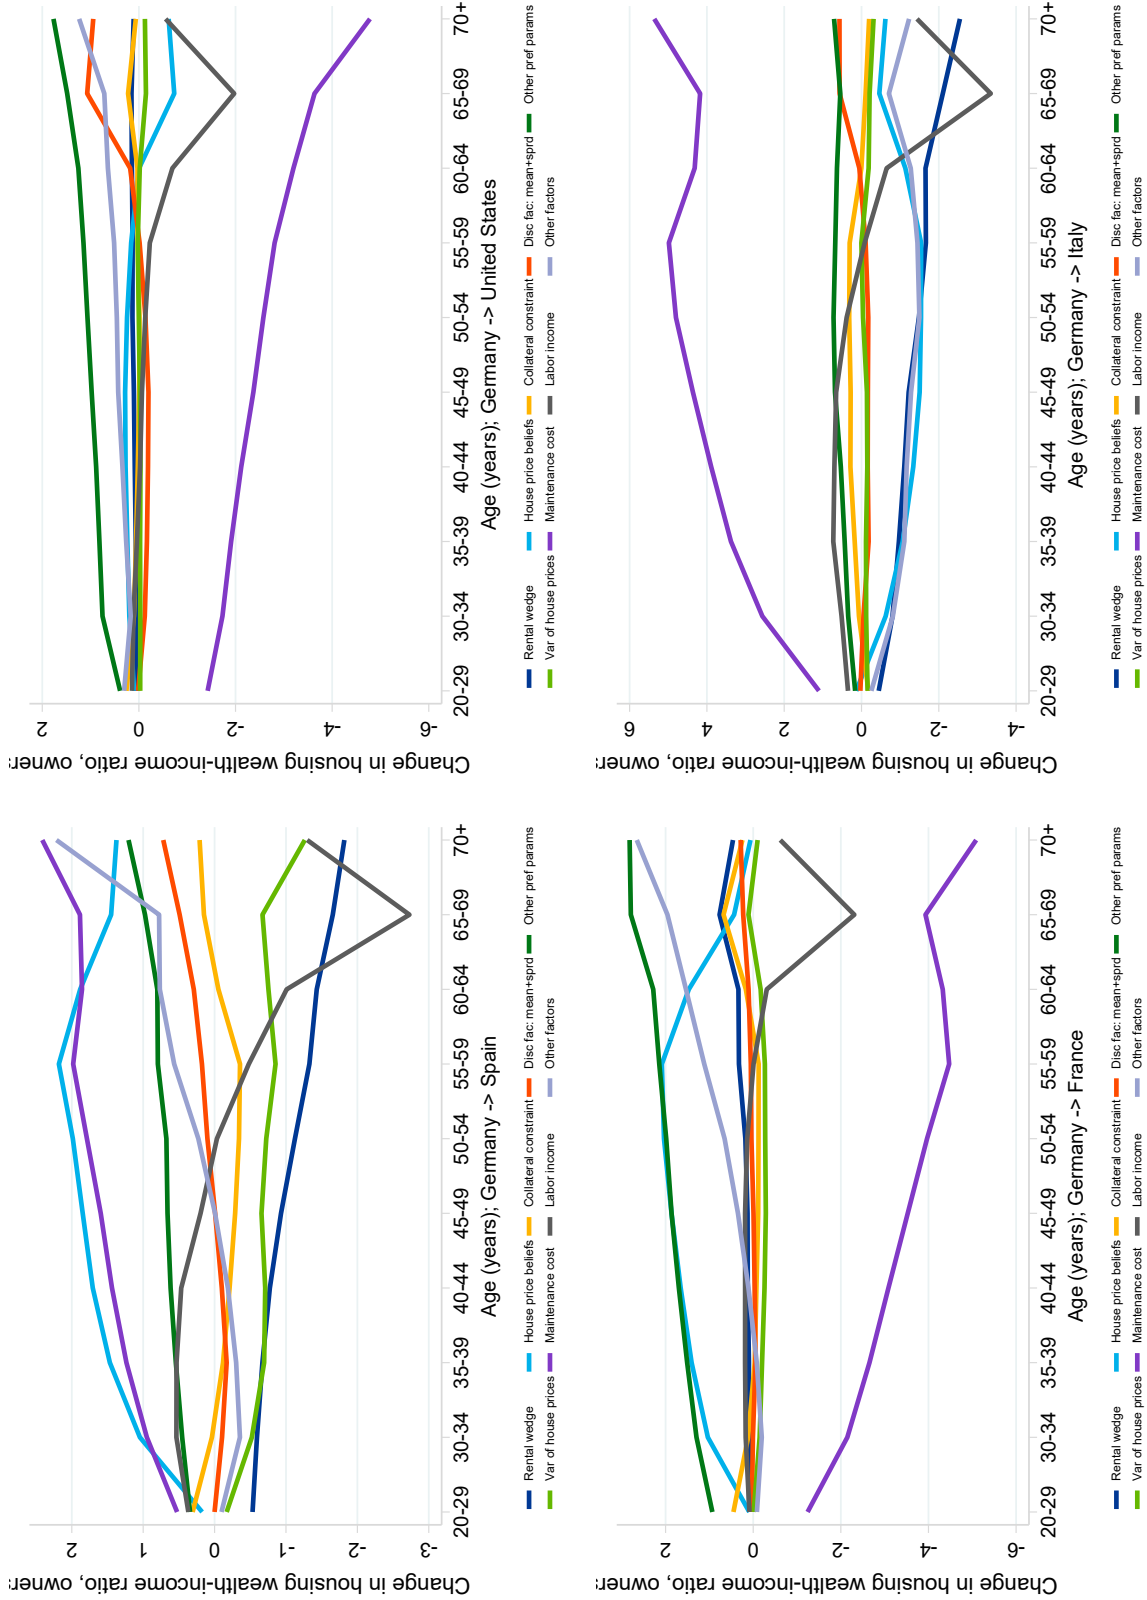 Change in housing wealth-income ratio, owners
2
1
0
-1
-2
-3
20-29
30-34
35-39
40-44
45-49
50-54
55-59
60-64
65-69
70+
Age (years); Germany -> Spain
Rental wedge
House price beliefs
Collateral constraint
Disc fac: mean+sprd
Other pref params
Var of house prices
Maintenance cost
Labor income
Other factors
Change in housing wealth-income ratio, owners
2
0
-2
-4
-6
20-29
30-34
35-39
40-44
45-49
50-54
55-59
60-64
65-69
70+
Age (years); Germany -> United States
Rental wedge
House price beliefs
Collateral constraint
Disc fac: mean+sprd
Other pref params
Var of house prices
Maintenance cost
Labor income
Other factors
Change in housing wealth-income ratio, owners
2
0
-2
-4
-6
20-29
30-34
35-39
40-44
45-49
50-54
55-59
60-64
65-69
70+
Age (years); Germany -> France
Rental wedge
House price beliefs
Collateral constraint
Disc fac: mean+sprd
Other pref params
Var of house prices
Maintenance cost
Labor income
Other factors
Change in housing wealth-income ratio, owners
6
4
2
0
-2
-4
20-29
30-34
35-39
40-44
45-49
50-54
55-59
60-64
65-69
70+
Age (years); Germany -> Italy
Rental wedge
House price beliefs
Collateral constraint
Disc fac: mean+sprd
Other pref params
Var of house prices
Maintenance cost
Labor income
Other factors